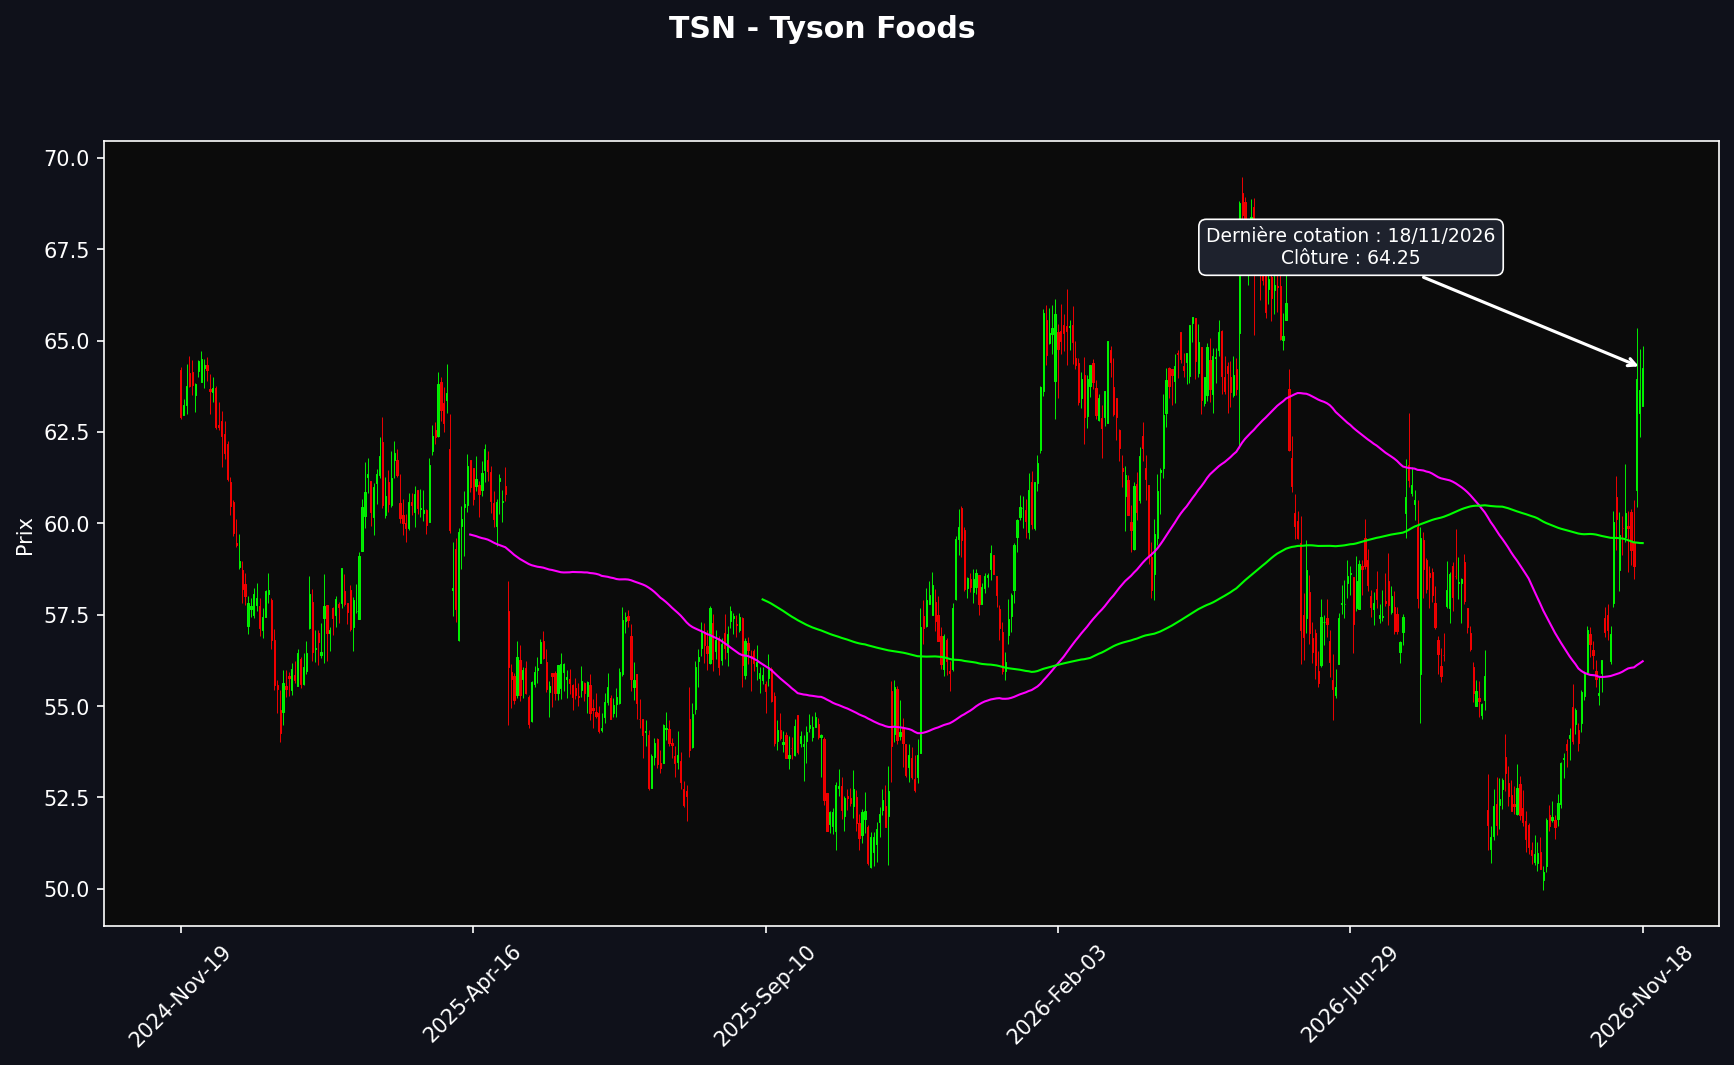 TSN - Tyson Foods
70.0
67.5
65.0
62.5
60.0
57.5
55.0
52.5
50.0
Prix
Dernière cotation : 18/11/2026
Clôture : 64.25
2024-Nov-19
2025-Apr-16
2025-Sep-10
2026-Feb-03
2026-Jun-29
2026-Nov-18